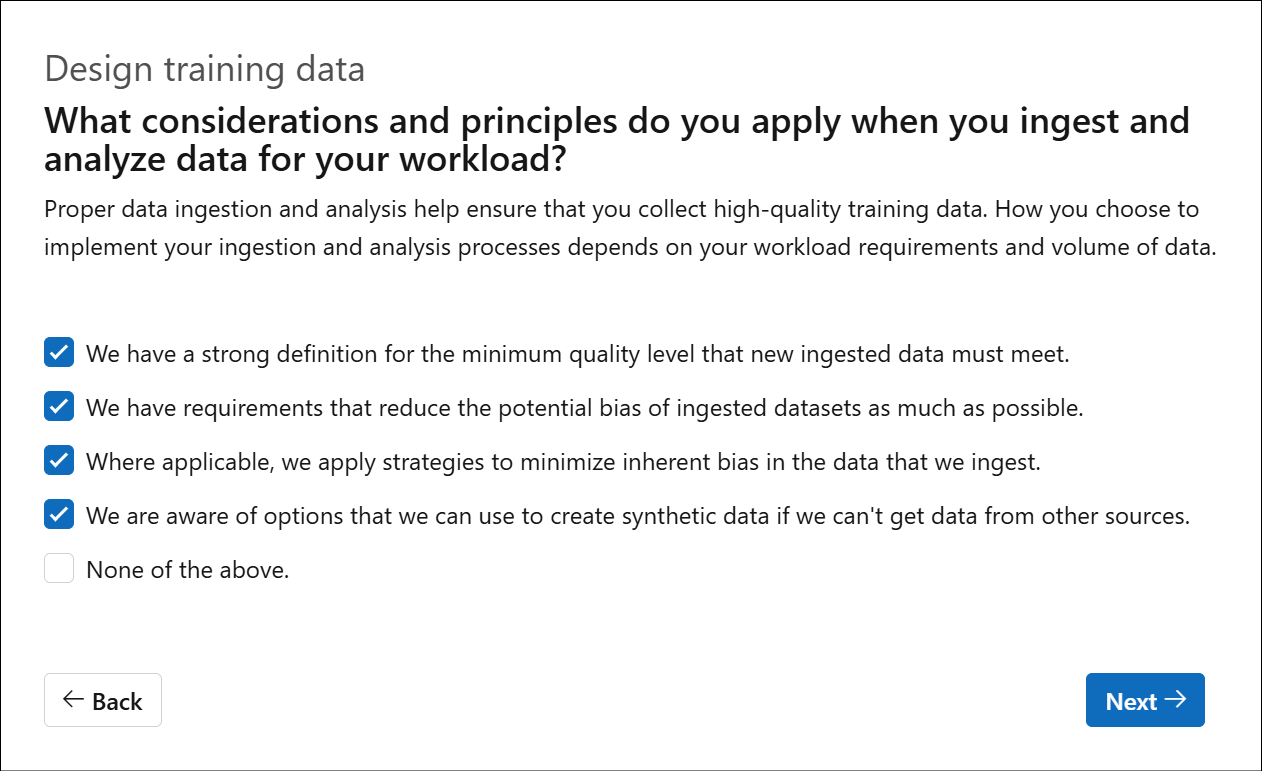 Design training data
What considerations and principles do you apply when you ingest and
analyze data for your workload?
Proper data ingestion and analysis help ensure that you collect high-quality training data. How you choose to
implement your ingestion and analysis processes depends on your workload requirements and volume of data.
We have a strong definition for the minimum quality level that new ingested data must meet.
We have requirements that reduce the potential bias of ingested datasets as much as possible.
Where applicable, we apply strategies to minimize inherent bias in the data that we ingest.
We are aware of options that we can use to create synthetic data if we can't get data from other sources.
None of the above.
Back
Next